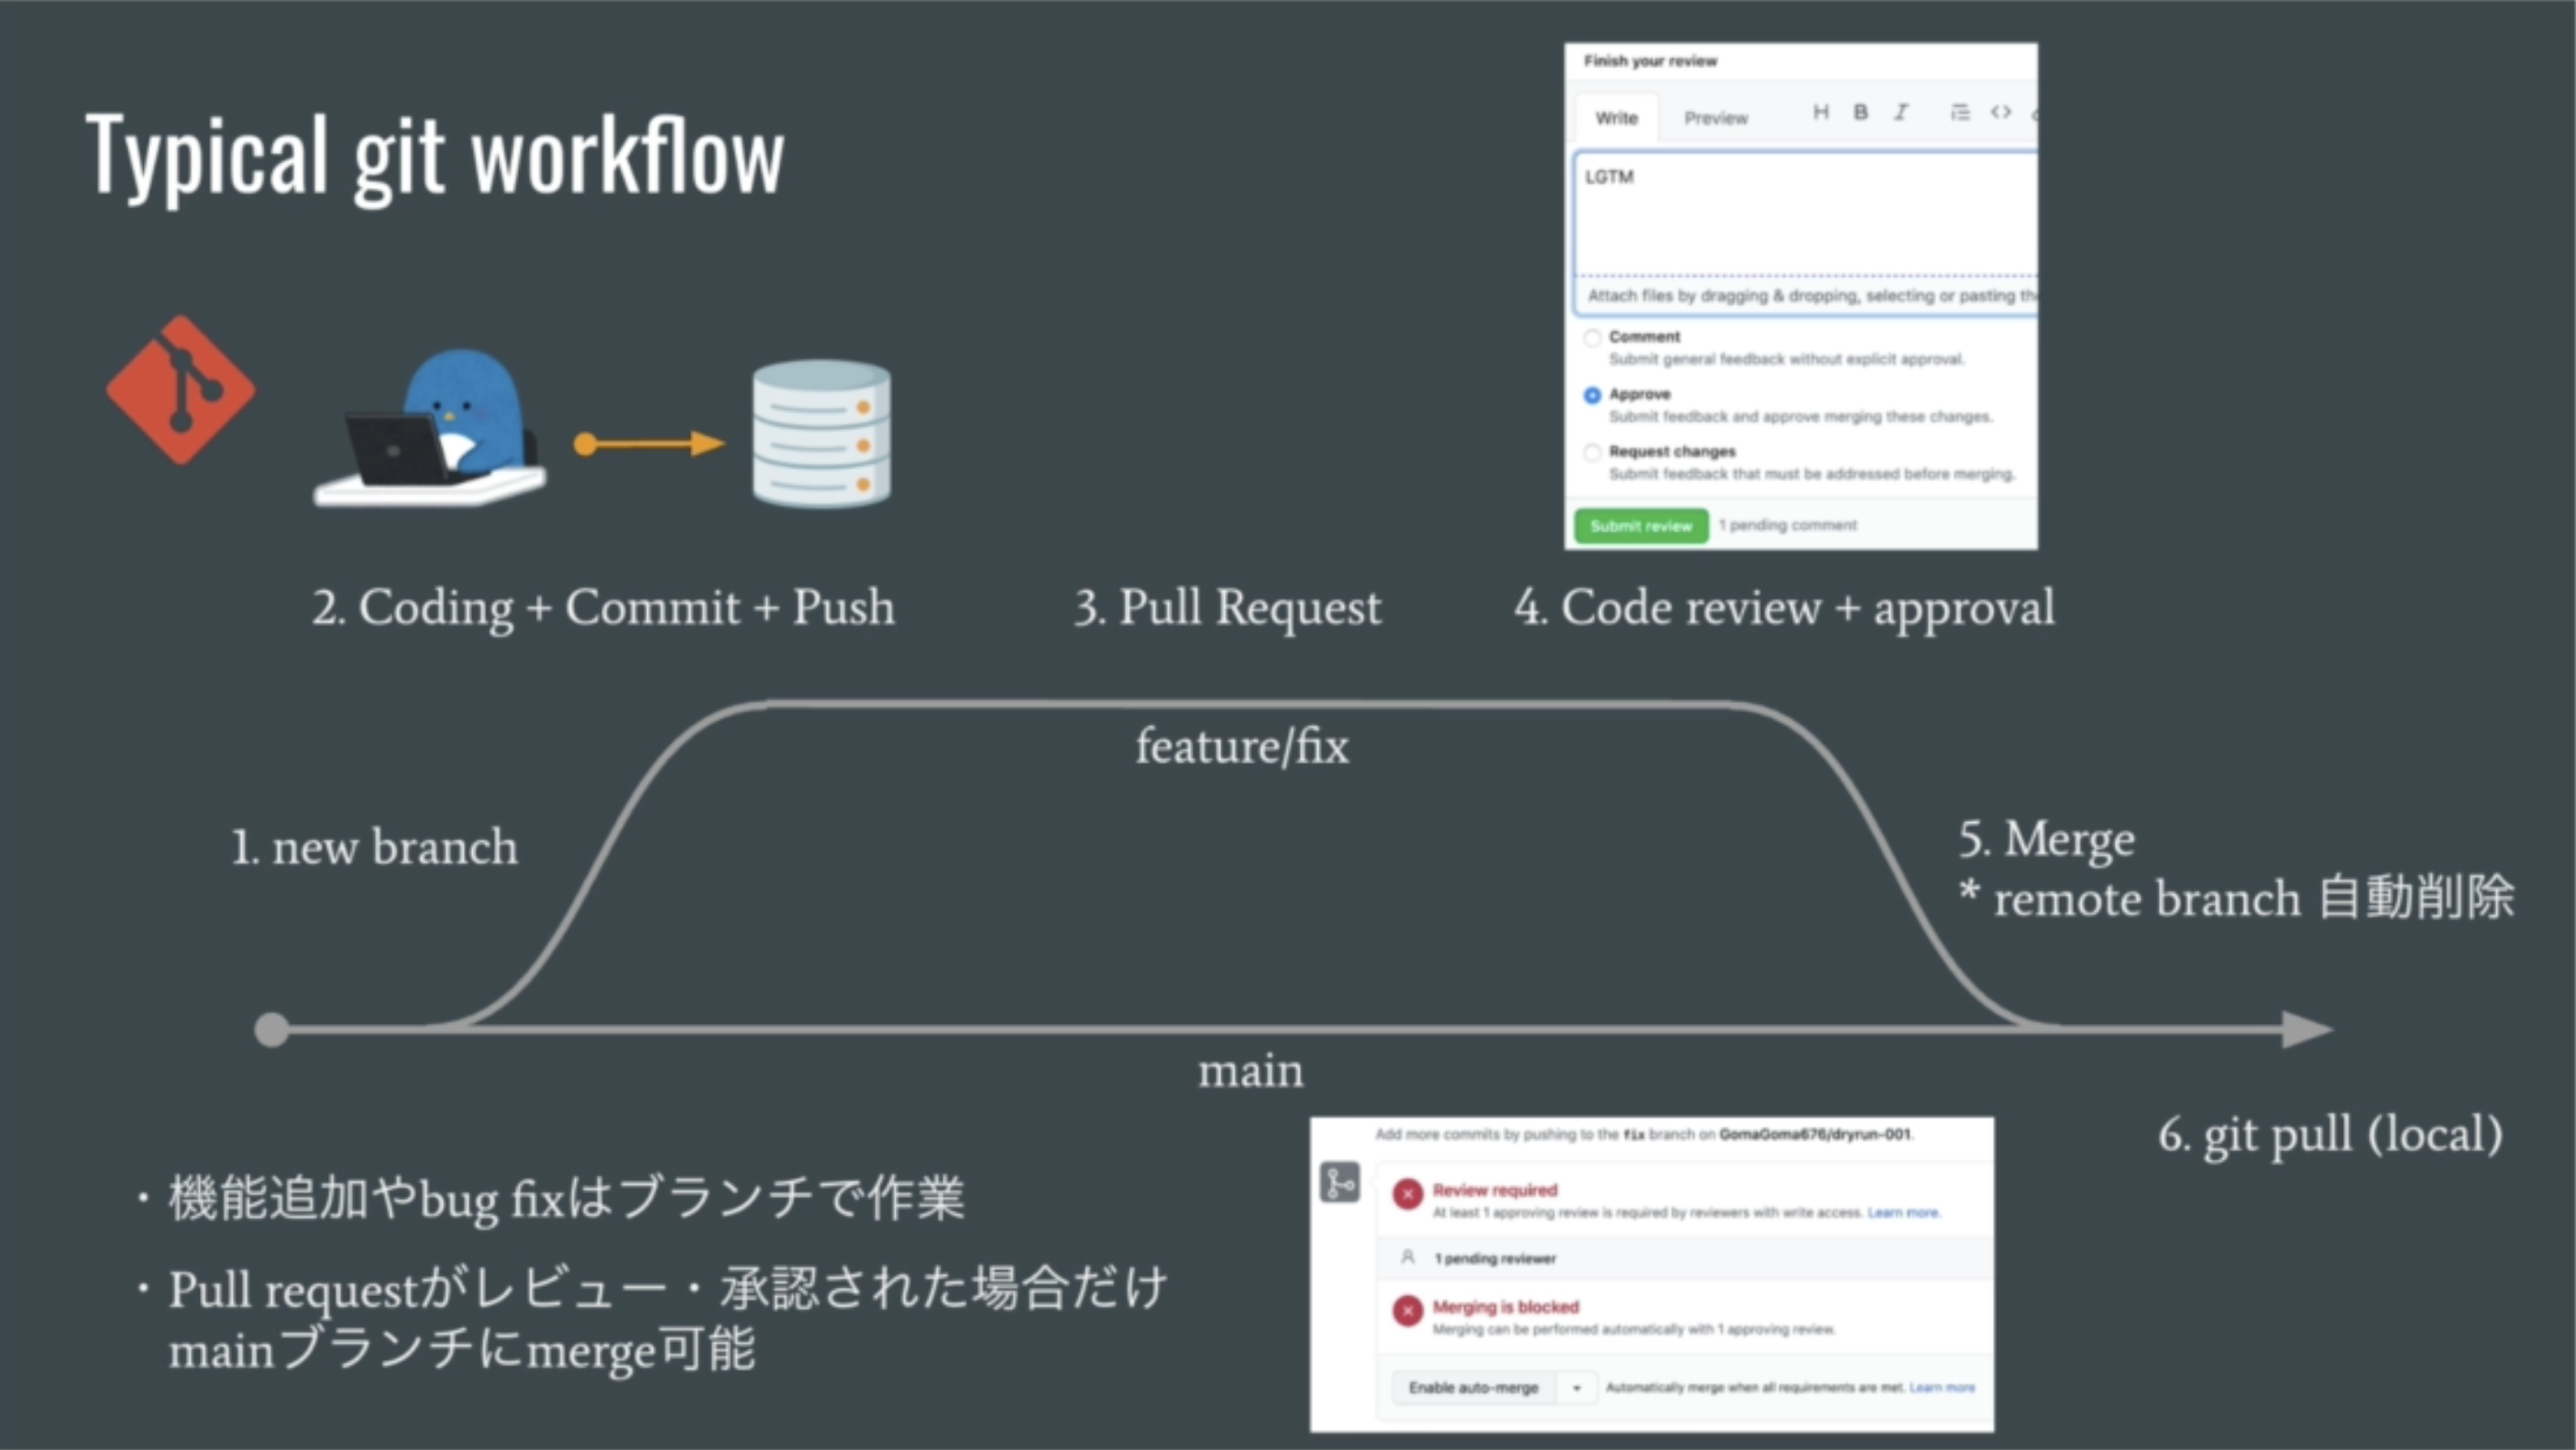 Typical git workflow
Finish your review
Write Preview H B I
LGTM
Attach files by dragging & dropping, selecting or pasting
Comment
Submit general feedback without explicit approval.
Approve
Submit feedback and approve merging these changes.
Request changes
Submit feedback that must be addressed before merging.
Submit review 1 pending comment
2. Coding + Commit + Push
3. Pull Request
4. Code review + approval
feature/fix
1. new branch
5. Merge
* remote branch 自動削除
main
6. git pull (local)
・機能追加やbug fixはブランチで作業
・Pull requestがレビュー・承認された場合だけ
mainブランチにmerge可能
Add more commits by pushing to the fix branch on GomaGoma676/dryrun-001.
Review required
At least 1 approving review is required by reviewers with write access. Learn more.
1 pending reviewer
Merging is blocked
Merging can be performed automatically with 1 approving review.
Enable auto-merge Automatically merge when all requirements are met. Learn more